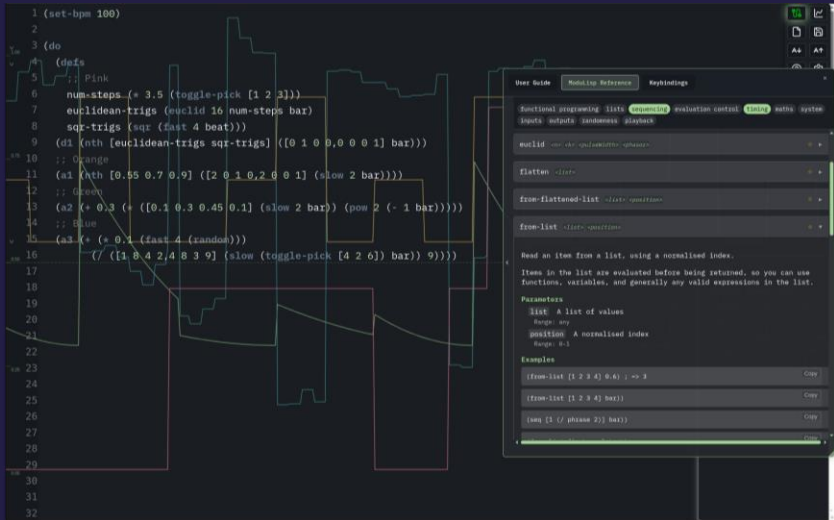 1 (set-bpm 100)
2
3 (do
4 (defs
5 ;; Pink
6 num-steps (* 3.5 (toggle-pick [1 2 3]))
7 euclidean-trigs (euclid 16 num-steps bar)
8 sqr-trigs (sqr (fast 4 beat)))
9 (d1 (nth [euclidean-trigs sqr-trigs] ([0 1 0 0,0 0 0 1] bar)))
10 ;; Orange
11 (a1 (nth [0.55 0.7 0.9] ([2 0 1 0,2 0 0 1] (slow 2 bar))))
12 ;; Green
13 (a2 (+ 0.3 (* ([0.1 0.3 0.45 0.1] (slow 2 bar)) (pow 2 (- 1 bar)))))
14 ;; Blue
15 (a3 (+ (* 0.1 (fast 4 (random)))
16 (/ ([1 8 4 2,4 8 3 9] (slow (toggle-pick [4 2 6]) bar)) 9))))
17
18
19
20
21
22
23
24
25
26
27
28
29
30
31
32
A↓ A↑
User Guide ModuLisp Reference Keybindings
functional programming lists sequencing evaluation control timing maths system
inputs outputs randomness playback
euclid <n> <k> <pulseWidth> <phasor>
flatten <list>
from-flattened-list <list> <position>
from-list <list> <position>
Read an item from a list, using a normalised index.
Items in the list are evaluated before being returned, so you can use
functions, variables, and generally any valid expressions in the list.
Parameters
list A list of values
Range: any
position A normalised index
Range: 0-1
Examples
(from-list [1 2 3 4] 0.6) ; => 3 Copy
(from-list [1 2 3 4] bar)) Copy
(seq [1 (/ phrase 2)] bar)) Copy
Copy